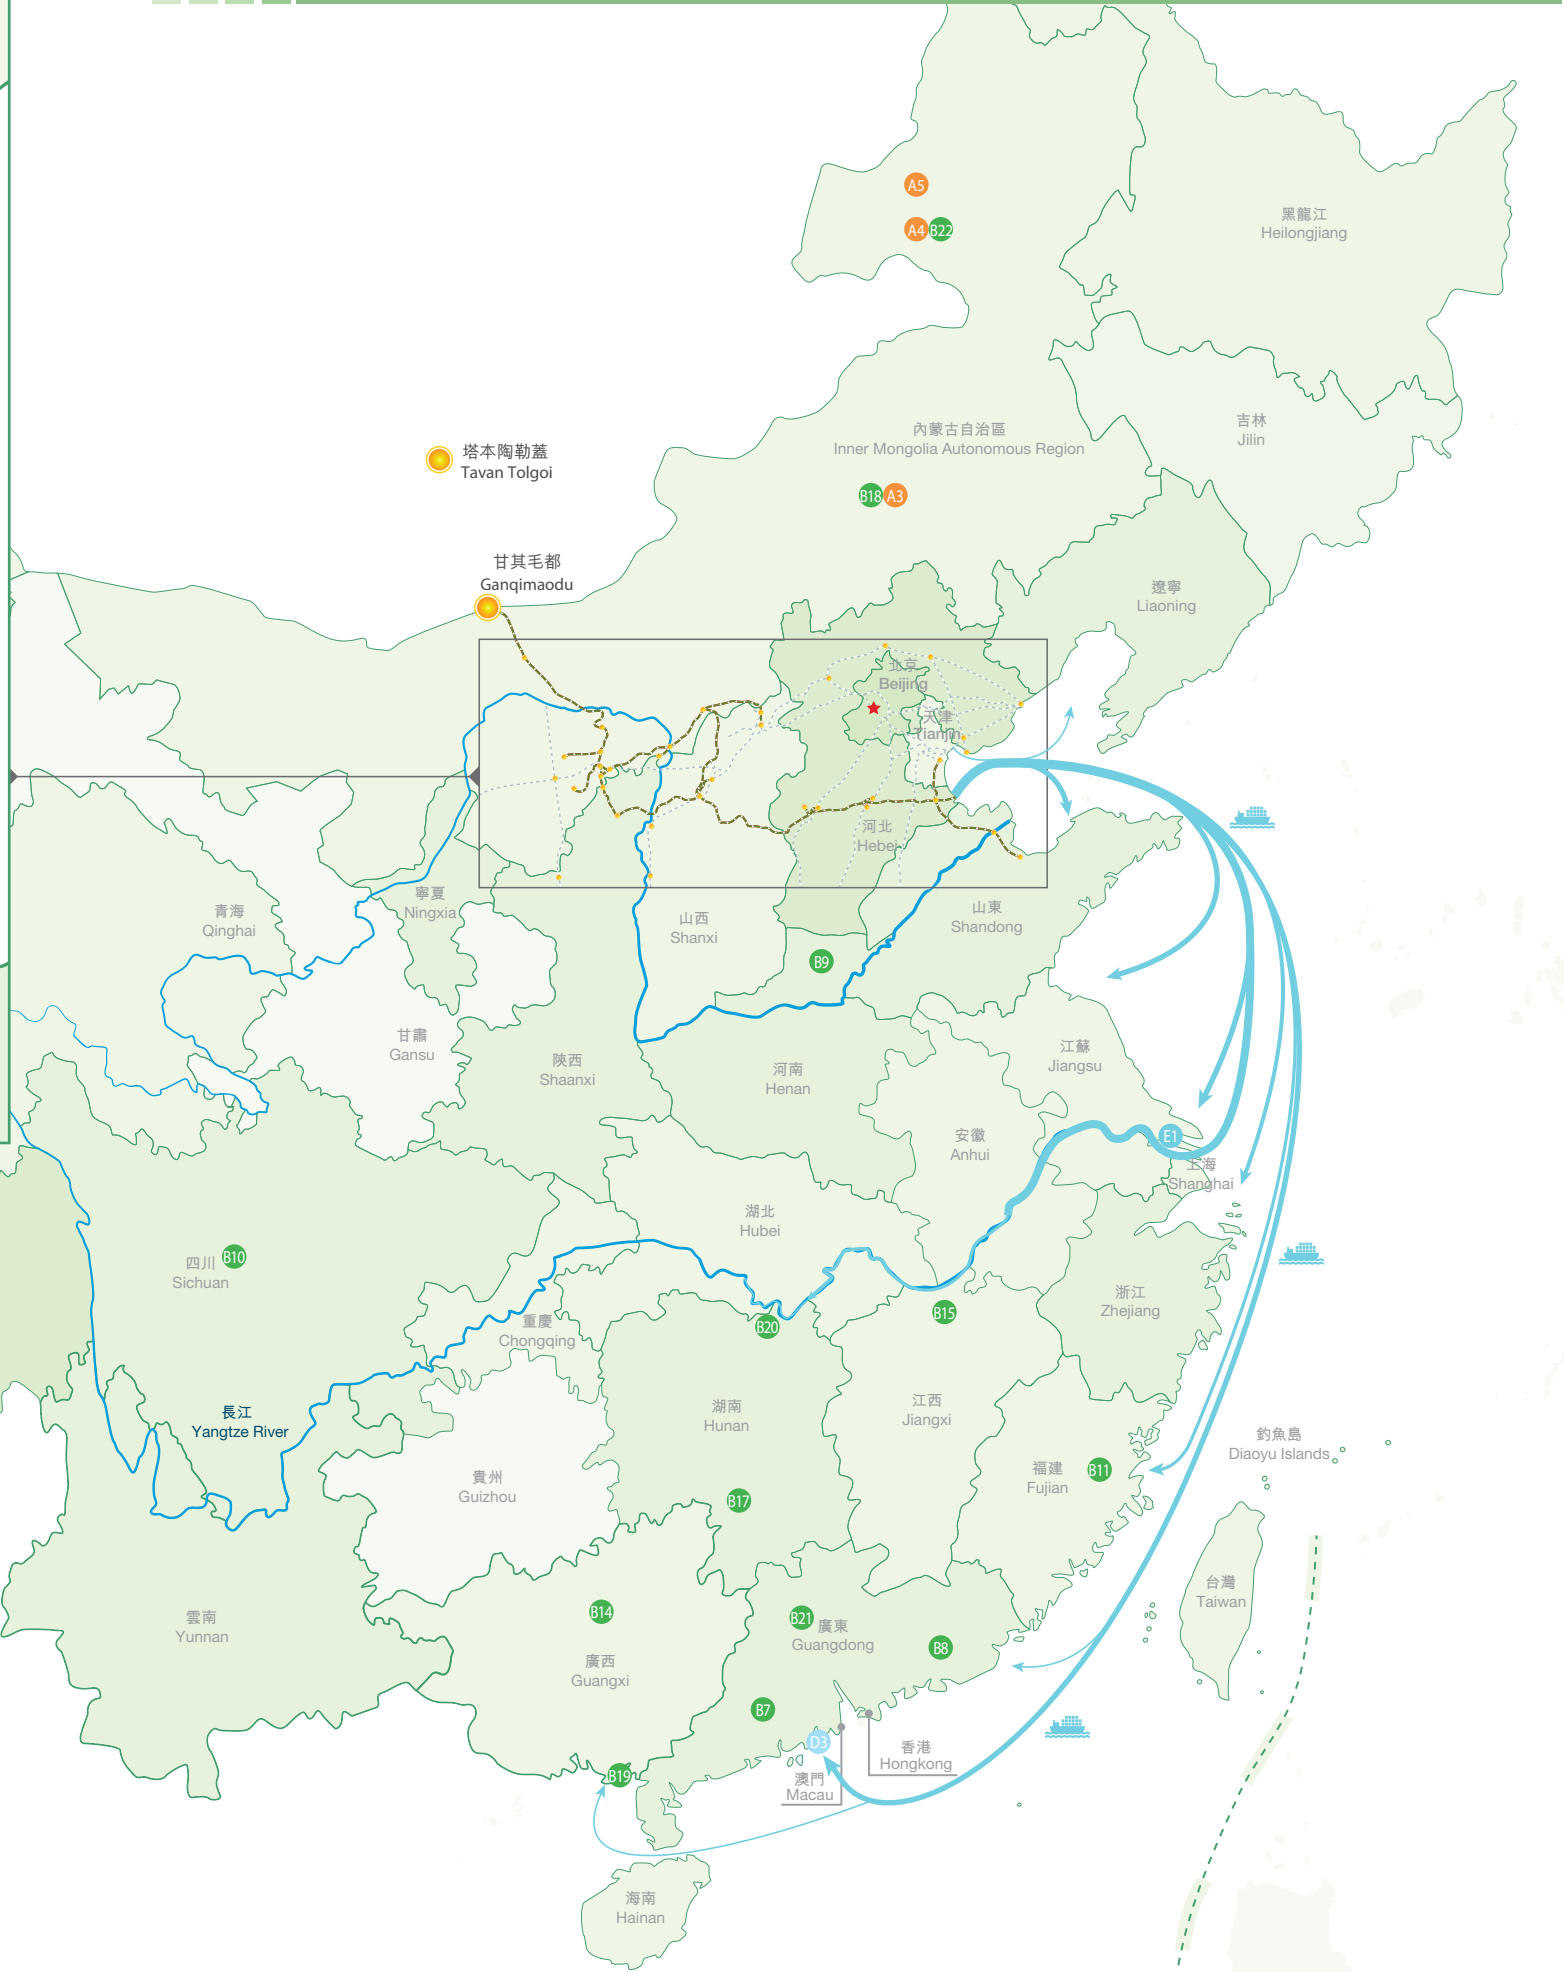 A5
A4
B22
黑龍江
Heilongjiang
內蒙古自治區
Inner Mongolia Autonomous Region
吉林
Jilin
塔本陶勒蓋
Tavan Tolgoi
B18
A3
甘其毛都
Ganqimaodu
遼寧
Liaoning
北京
Beijing
天津
Tianjin
河北
Hebei
寧夏
Ningxia
青海
Qinghai
山西
Shanxi
山東
Shandong
B9
甘肅
Gansu
陝西
Shaanxi
河南
Henan
江蘇
Jiangsu
安徽
Anhui
E1
上海
Shanghai
湖北
Hubei
四川
Sichuan
B10
重慶
Chongqing
B20
B15
浙江
Zhejiang
長江
Yangtze River
湖南
Hunan
江西
Jiangxi
釣魚島
Diaoyu Islands
貴州
Guizhou
福建
Fujian
B11
B17
台灣
Taiwan
雲南
Yunnan
B14
B21
廣東
Guangdong
B8
廣西
Guangxi
B7
D3
香港
Hongkong
澳門
Macau
B19
海南
Hainan